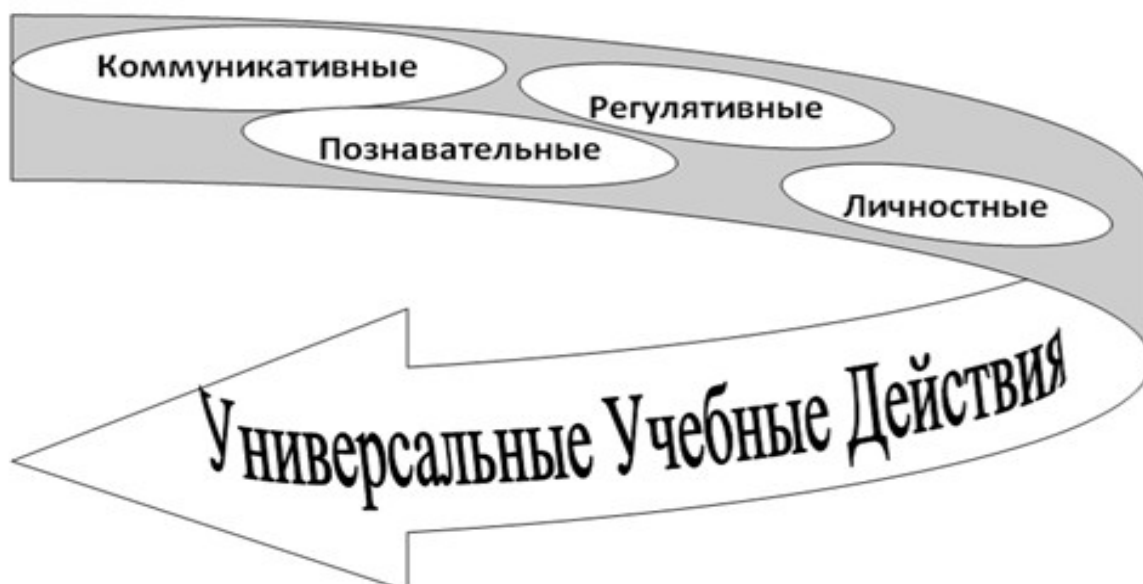 Коммуникативные
Регулятивные
Познавательные
Личностные
Универсальные Учебные Действия